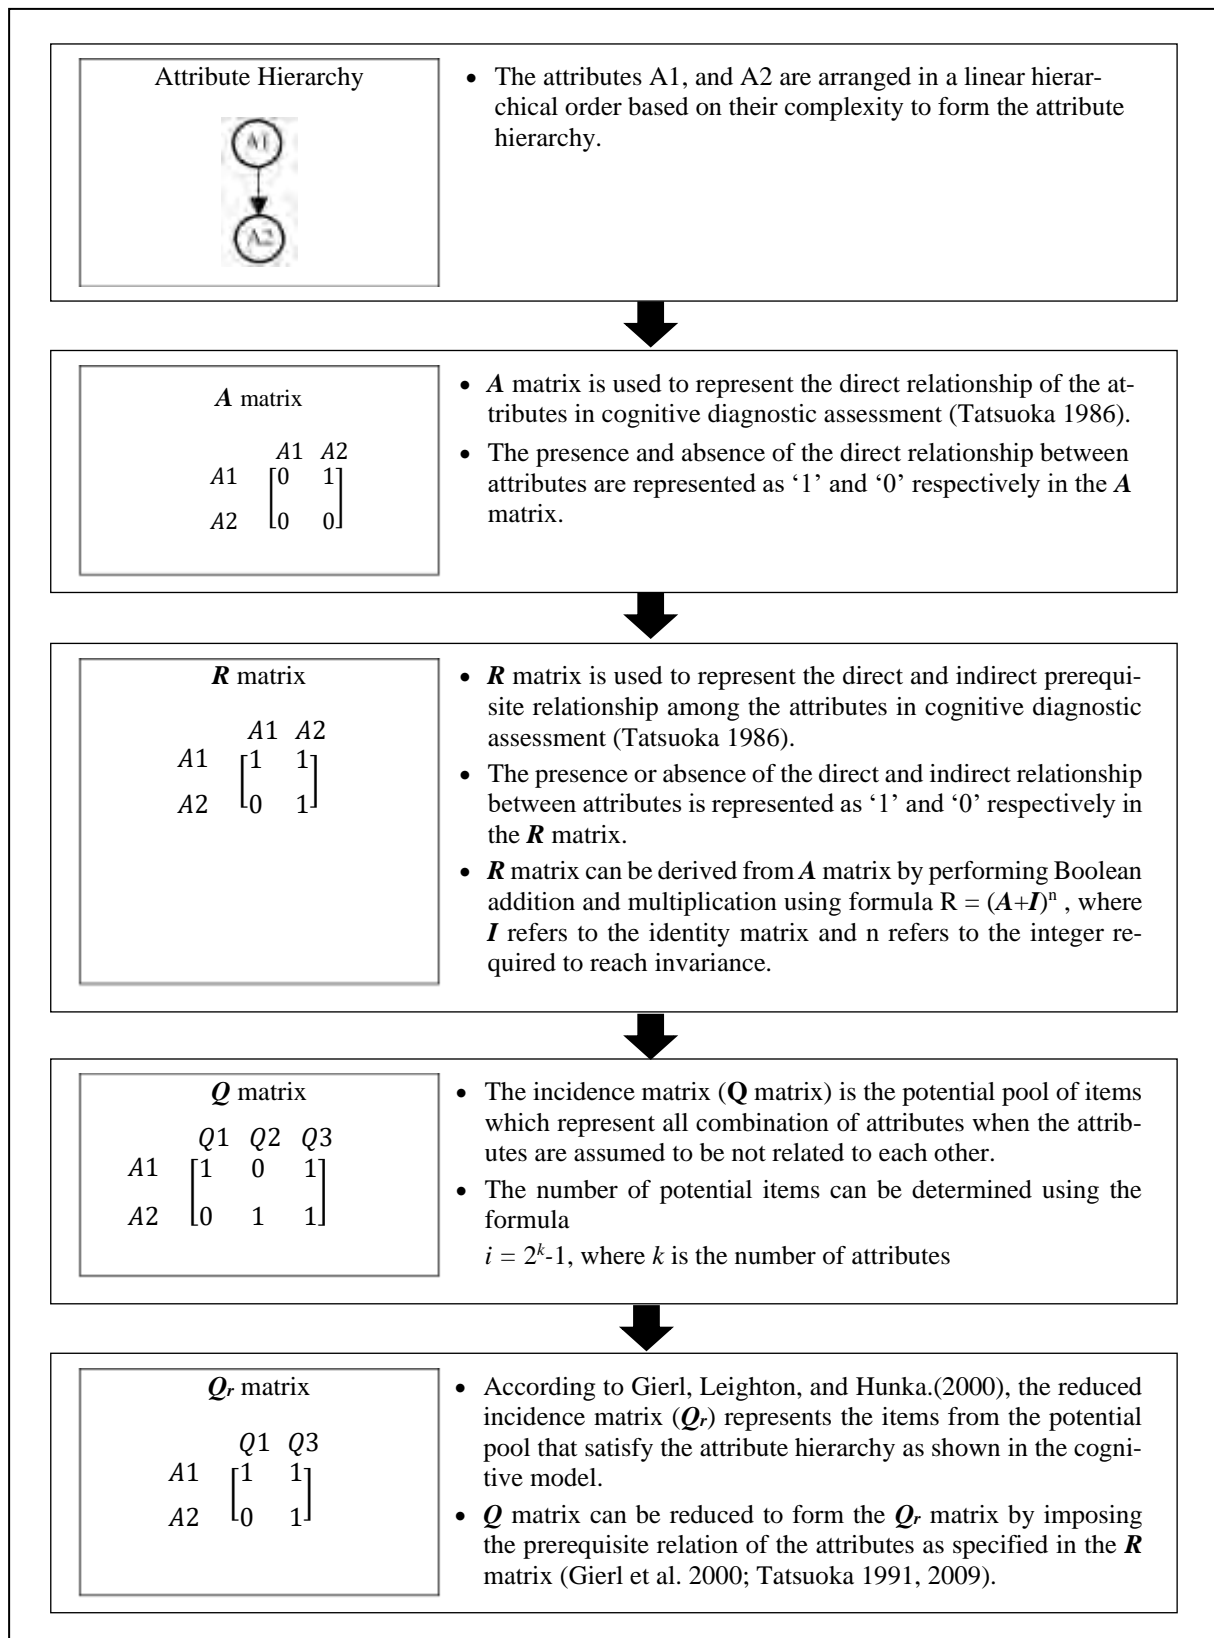 Attribute Hierarchy
A1
A2
• The attributes A1, and A2 are arranged in a linear hierar-
chical order based on their complexity to form the attribute
hierarchy.
A matrix
A1 A2
A1 [0 1]
A2 [0 0]
• A matrix is used to represent the direct relationship of the at-
tributes in cognitive diagnostic assessment (Tatsuoka 1986).
• The presence and absence of the direct relationship between
attributes are represented as ‘1’ and ‘0’ respectively in the A
matrix.
R matrix
A1 A2
A1 [1 1]
A2 [0 1]
• R matrix is used to represent the direct and indirect prerequi-
site relationship among the attributes in cognitive diagnostic
assessment (Tatsuoka 1986).
• The presence or absence of the direct and indirect relationship
between attributes is represented as ‘1’ and ‘0’ respectively in
the R matrix.
• R matrix can be derived from A matrix by performing Boolean
addition and multiplication using formula R = (A+I)ⁿ , where
I refers to the identity matrix and n refers to the integer re-
quired to reach invariance.
Q matrix
Q1 Q2 Q3
A1 [1 0 1]
A2 [0 1 1]
• The incidence matrix (Q matrix) is the potential pool of items
which represent all combination of attributes when the attrib-
utes are assumed to be not related to each other.
• The number of potential items can be determined using the
formula
i = 2ᵏ-1, where k is the number of attributes
Qr matrix
Q1 Q3
A1 [1 1]
A2 [0 1]
• According to Gierl, Leighton, and Hunka.(2000), the reduced
incidence matrix (Qr) represents the items from the potential
pool that satisfy the attribute hierarchy as shown in the cogni-
tive model.
• Q matrix can be reduced to form the Qr matrix by imposing
the prerequisite relation of the attributes as specified in the R
matrix (Gierl et al. 2000; Tatsuoka 1991, 2009).